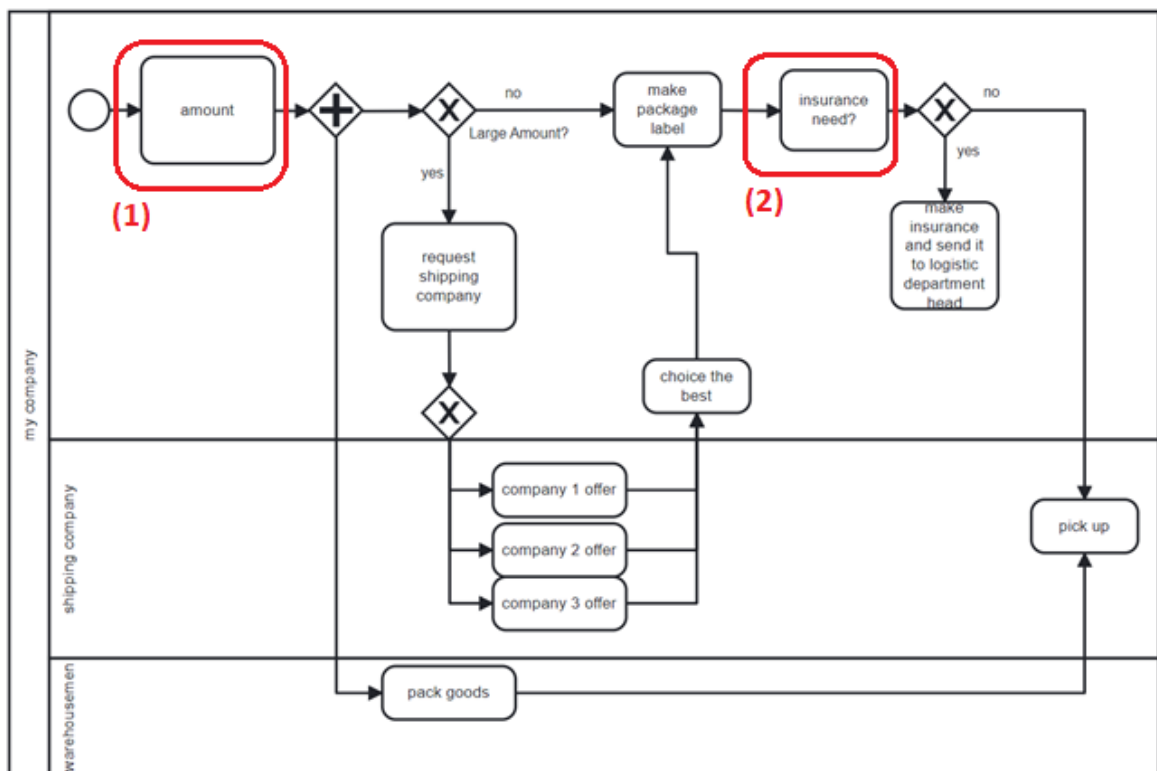 amount
(1)
no
Large Amount?
yes
make
package
label
insurance
need?
(2)
no
yes
make
insurance
and send it
to logistic
department
head
request
shipping
company
choice the
best
my company
shipping company
company 1 offer
company 2 offer
company 3 offer
pick up
warehousemen
pack goods